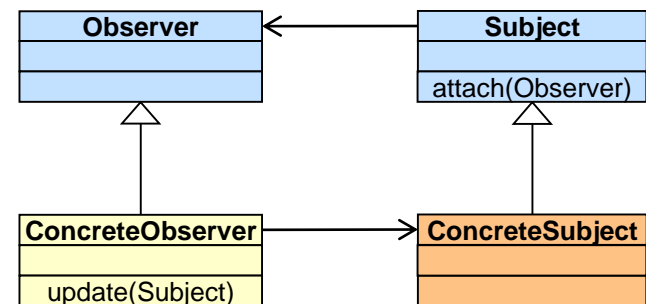 Observer
Subject
attach(Observer)
ConcreteObserver
ConcreteSubject
update(Subject)